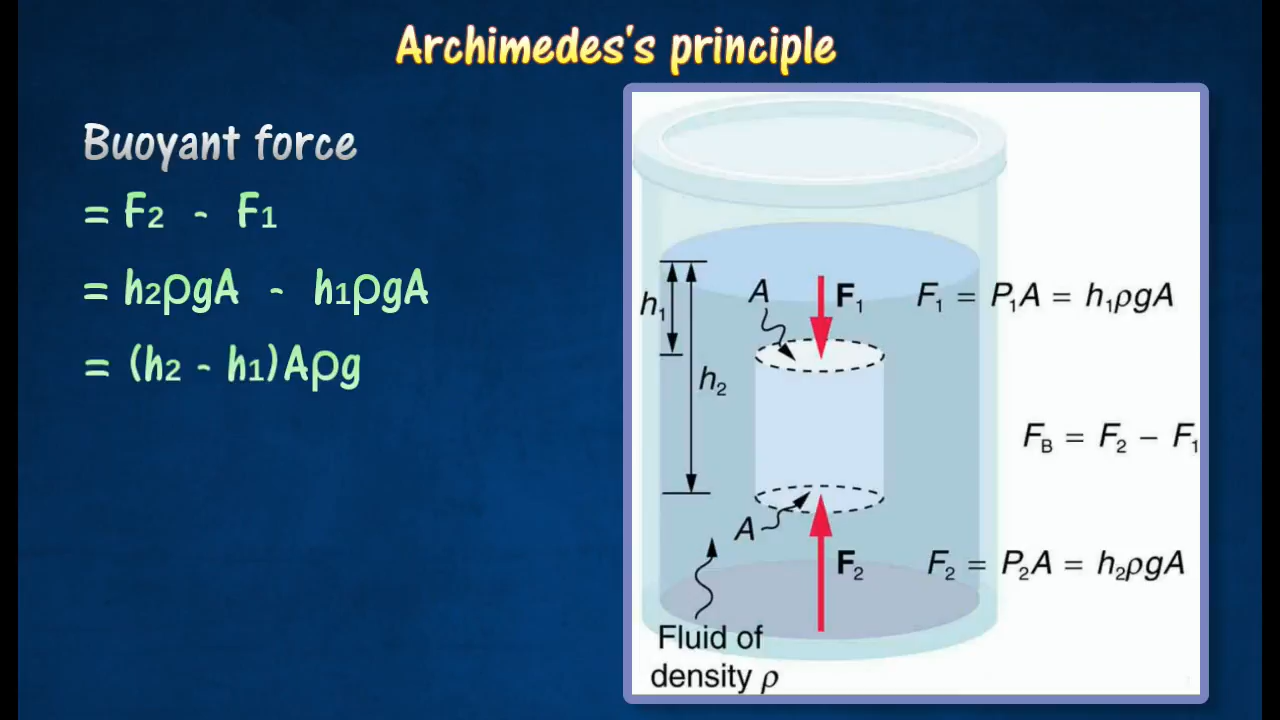 Archimedes's principle
Buoyant force
= F₂ - F₁
= h₂ρgA - h₁ρgA
= (h₂ - h₁)Aρg
h₁
A
F₁
F₁ = P₁A = h₁ρgA
h₂
F_B = F₂ − F₁
A
F₂
F₂ = P₂A = h₂ρgA
Fluid of
density ρ